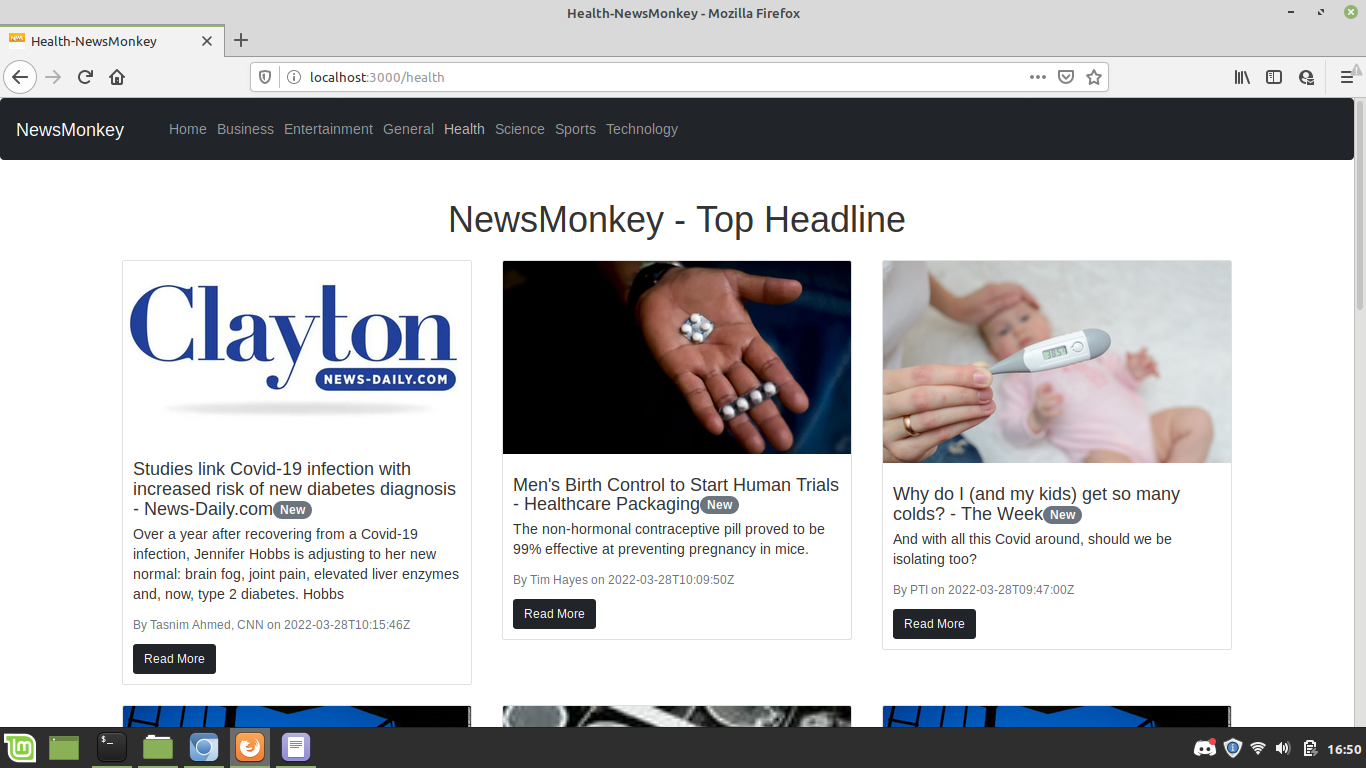 Health-NewsMonkey - Mozilla Firefox
Health-NewsMonkey
localhost:3000/health
NewsMonkey Home Business Entertainment General Health Science Sports Technology
NewsMonkey - Top Headline
Clayton
NEWS-DAILY.COM
Studies link Covid-19 infection with
increased risk of new diabetes diagnosis
- News-Daily.com New
Over a year after recovering from a Covid-19
infection, Jennifer Hobbs is adjusting to her new
normal: brain fog, joint pain, elevated liver enzymes
and, now, type 2 diabetes. Hobbs
By Tasnim Ahmed, CNN on 2022-03-28T10:15:46Z
Read More
Men's Birth Control to Start Human Trials
- Healthcare Packaging New
The non-hormonal contraceptive pill proved to be
99% effective at preventing pregnancy in mice.
By Tim Hayes on 2022-03-28T10:09:50Z
Read More
Why do I (and my kids) get so many
colds? - The Week New
And with all this Covid around, should we be
isolating too?
By PTI on 2022-03-28T09:47:00Z
Read More
16:50